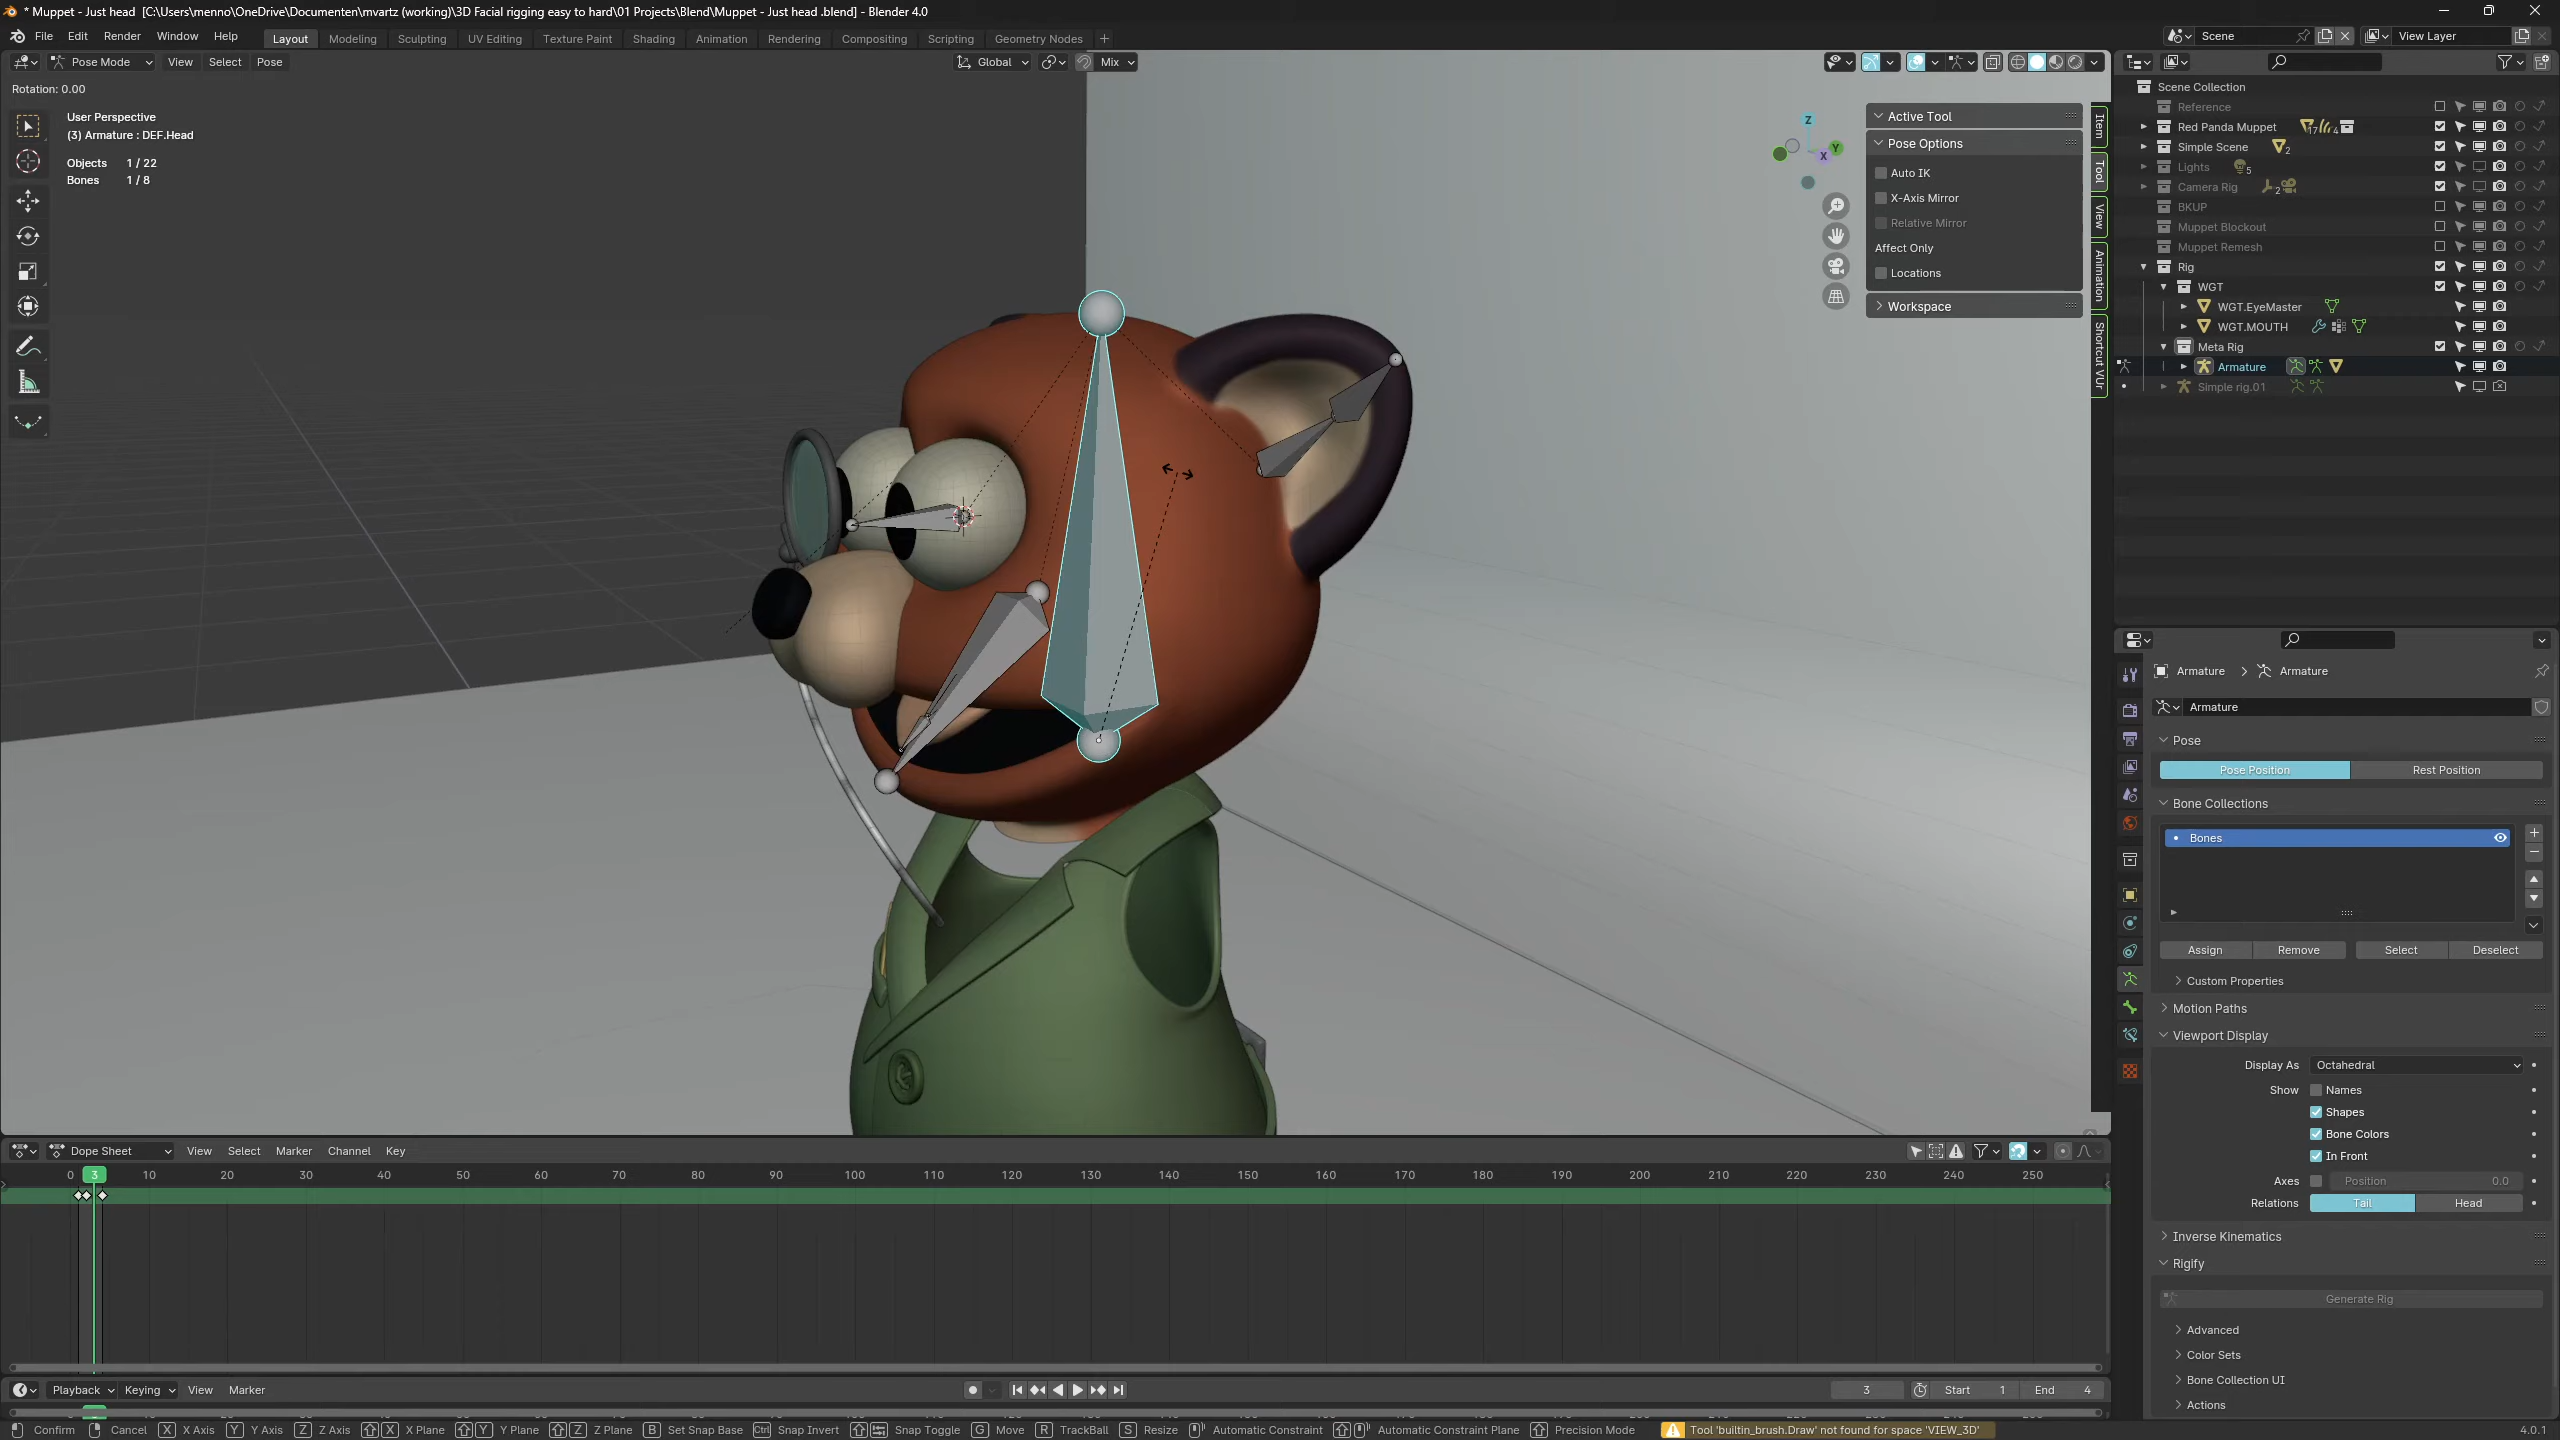 * Muppet - Just head  [C:\Users\menno\OneDrive\Documenten\mvartz (working)\3D Facial rigging easy to hard\01 Projects\Blend\Muppet - Just head .blend] - Blender 4.0
File Edit Render Window Help Layout Modeling Sculpting UV Editing Texture Paint Shading Animation Rendering Compositing Scripting Geometry Nodes + Scene View Layer
Pose Mode View Select Pose Global Mix
Rotation: 0.00
User Perspective
(3) Armature : DEF.Head
Objects 1 / 22
Bones 1 / 8
Z
Y
X
Active Tool
Pose Options
Auto IK
X-Axis Mirror
Relative Mirror
Affect Only
Locations
Workspace
Item
Tool
View
Animation
Shortcut VUr
Scene Collection
Reference
Red Panda Muppet 17 4
Simple Scene 2
Lights 5
Camera Rig 2
BKUP
Muppet Blockout
Muppet Remesh
Rig
WGT
WGT.EyeMaster
WGT.MOUTH
Meta Rig
Armature
Simple rig.01
Armature > Armature
Armature
Pose
Pose Position Rest Position
Bone Collections
Bones
Assign Remove Select Deselect
Custom Properties
Motion Paths
Viewport Display
Display As Octahedral
Show Names
Shapes
Bone Colors
In Front
Axes Position 0.0
Relations Tail Head
Inverse Kinematics
Rigify
Generate Rig
Advanced
Color Sets
Bone Collection UI
Actions
Dope Sheet View Select Marker Channel Key
0 3 10 20 30 40 50 60 70 80 90 100 110 120 130 140 150 160 170 180 190 200 210 220 230 240 250
Playback Keying View Marker 3 Start 1 End 4
Confirm Cancel X X Axis Y Y Axis Z Z Axis X X Plane Y Y Plane Z Z Plane B Set Snap Base Ctrl Snap Invert Snap Toggle G Move R TrackBall S Resize Automatic Constraint Automatic Constraint Plane Precision Mode Tool 'builtin_brush.Draw' not found for space 'VIEW_3D' 4.0.1